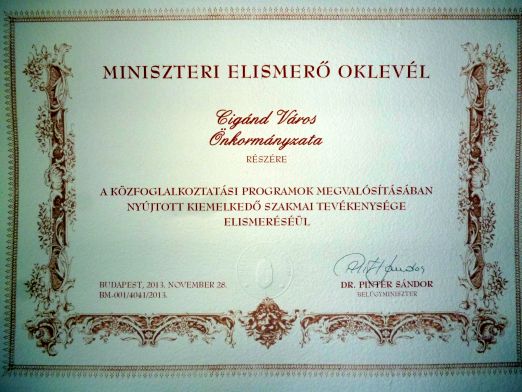 MINISZTERI ELISMERŐ OKLEVÉL
Cigánd Város
Önkormányzata
RÉSZÉRE
A KÖZFOGLALKOZTATÁSI PROGRAMOK MEGVALÓSÍTÁSÁBAN
NYÚJTOTT KIEMELKEDŐ SZAKMAI TEVÉKENYSÉGE
ELISMERÉSÉÜL
BUDAPEST, 2013. NOVEMBER 28.
BM-001/4041/2013.
DR. PINTÉR SÁNDOR
BELÜGYMINISZTER